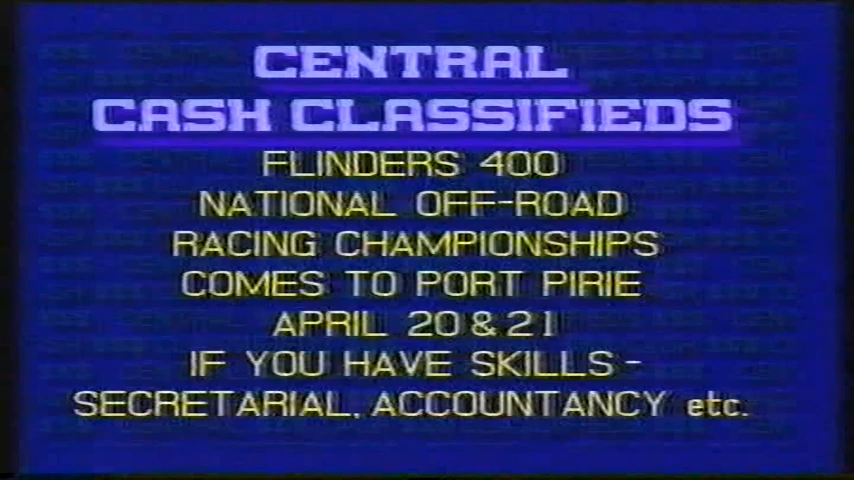 CENTRAL
CASH CLASSIFIEDS
FLINDERS 400
NATIONAL OFF-ROAD
RACING CHAMPIONSHIPS
COMES TO PORT PIRIE
APRIL 20 & 21
IF YOU HAVE SKILLS -
SECRETARIAL, ACCOUNTANCY etc.